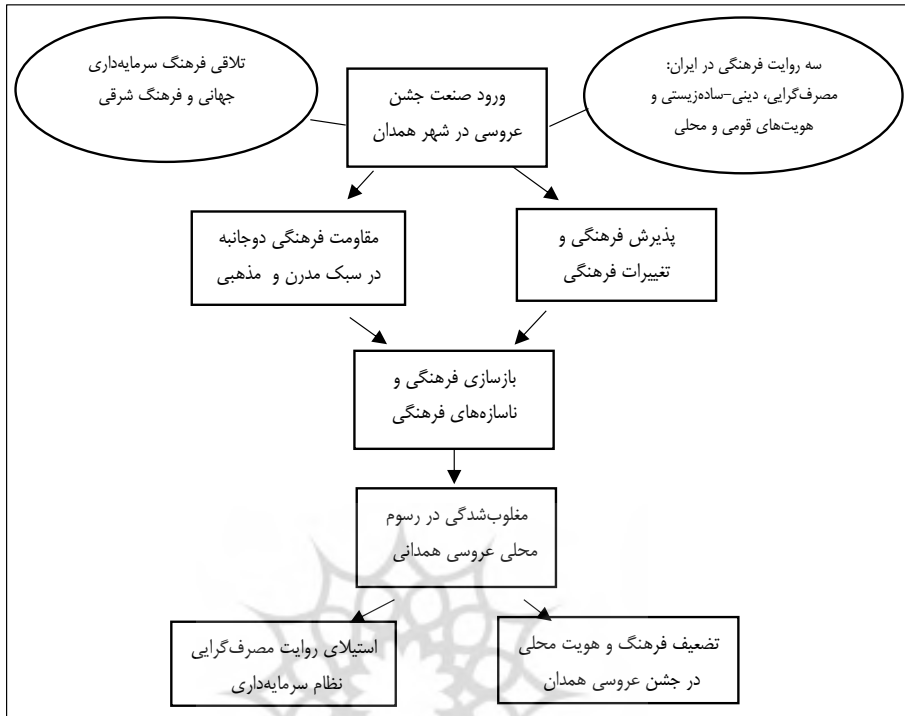 سه روایت فرهنگی در ایران:
مصرف‌گرایی، دینی-ساده‌زیستی و
هویت‌های قومی و محلی
تلاقی فرهنگ سرمایه‌داری
جهانی و فرهنگ شرقی
ورود صنعت جشن
عروسی در شهر همدان
پذیرش فرهنگی و
تغییرات فرهنگی
مقاومت فرهنگی دوجانبه
در سبک مدرن و مذهبی
بازسازی فرهنگی و
ناسازه‌های فرهنگی
مغلوب‌شدگی در رسوم
محلی عروسی همدانی
تضعیف فرهنگ و هویت محلی
در جشن عروسی همدان
استیلای روایت مصرف‌گرایی
نظام سرمایه‌داری